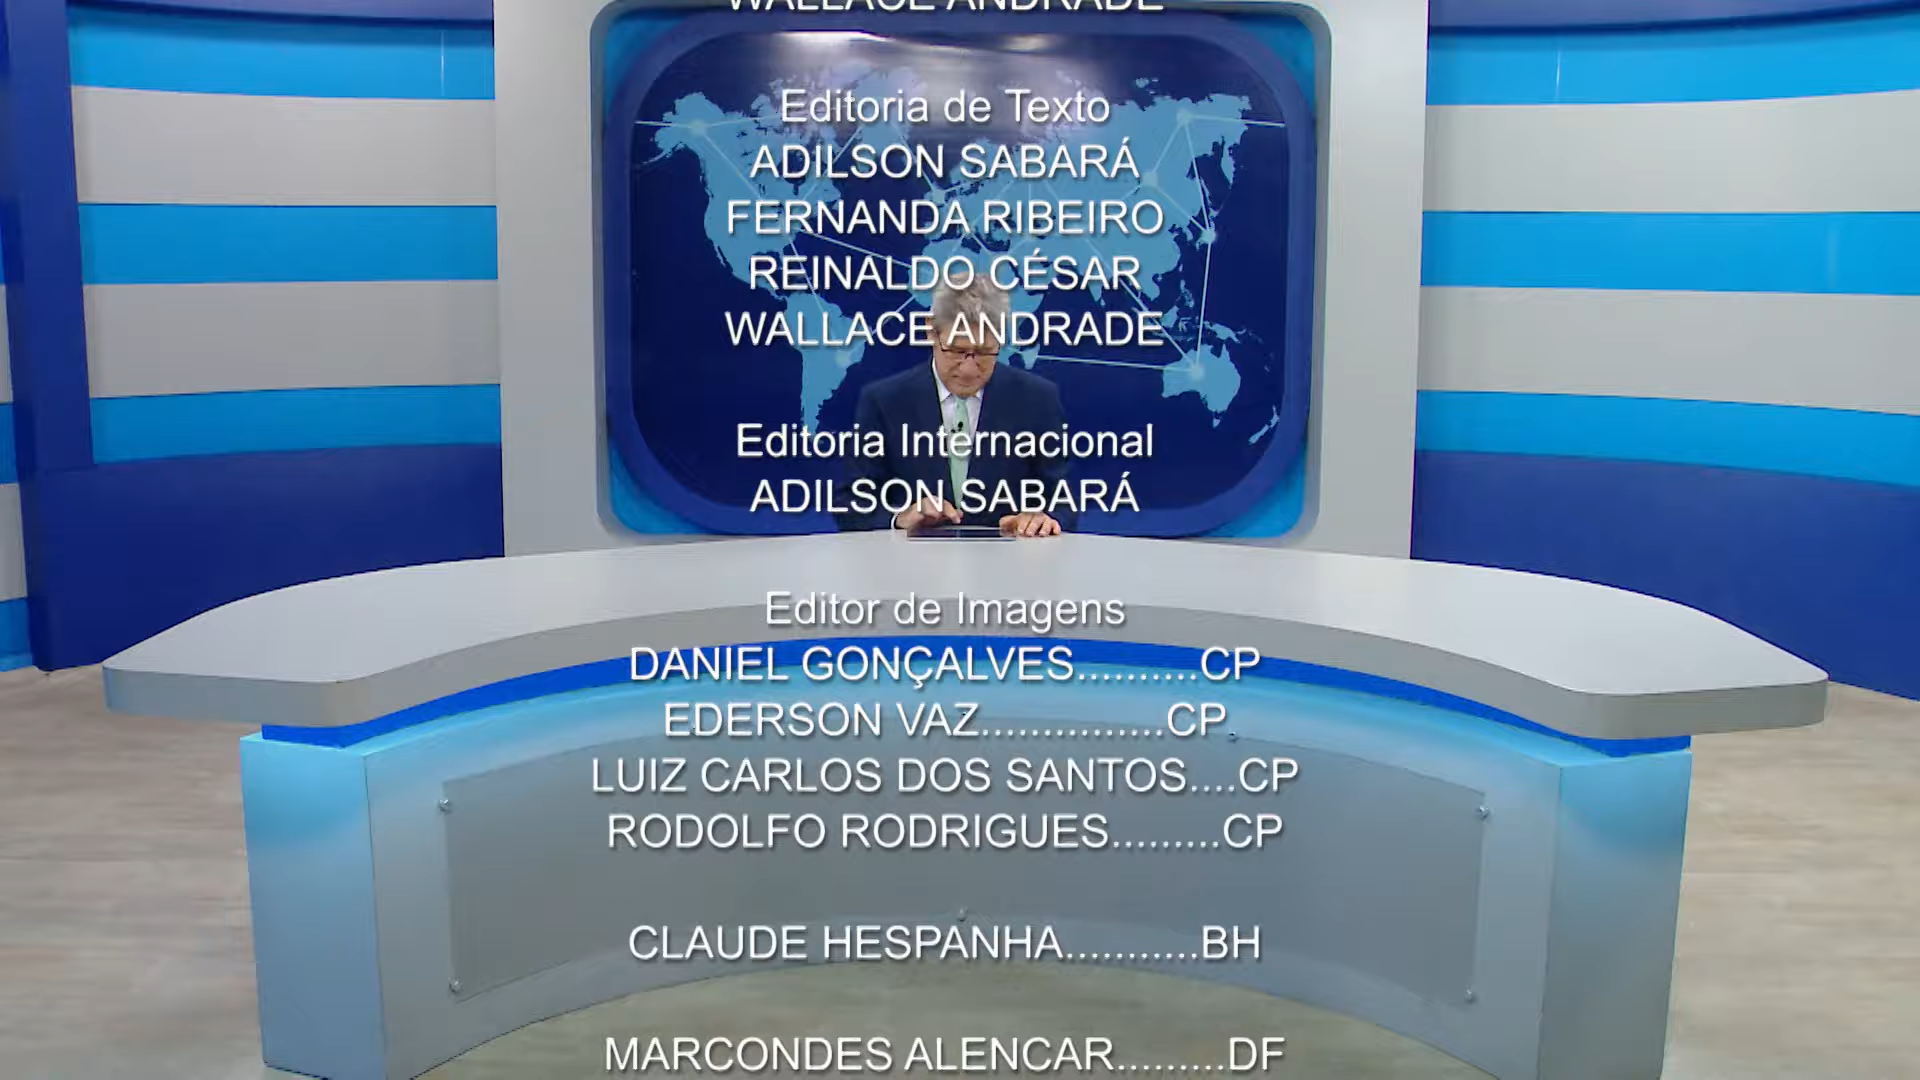 WALLACE ANDRADE
Editoria de Texto
ADILSON SABARÁ
FERNANDA RIBEIRO
REINALDO CÉSAR
WALLACE ANDRADE
Editoria Internacional
ADILSON SABARÁ
Editor de Imagens
DANIEL GONÇALVES..........CP
EDERSON VAZ...............CP
LUIZ CARLOS DOS SANTOS....CP
RODOLFO RODRIGUES.........CP
CLAUDE HESPANHA...........BH
MARCONDES ALENCAR.........DF